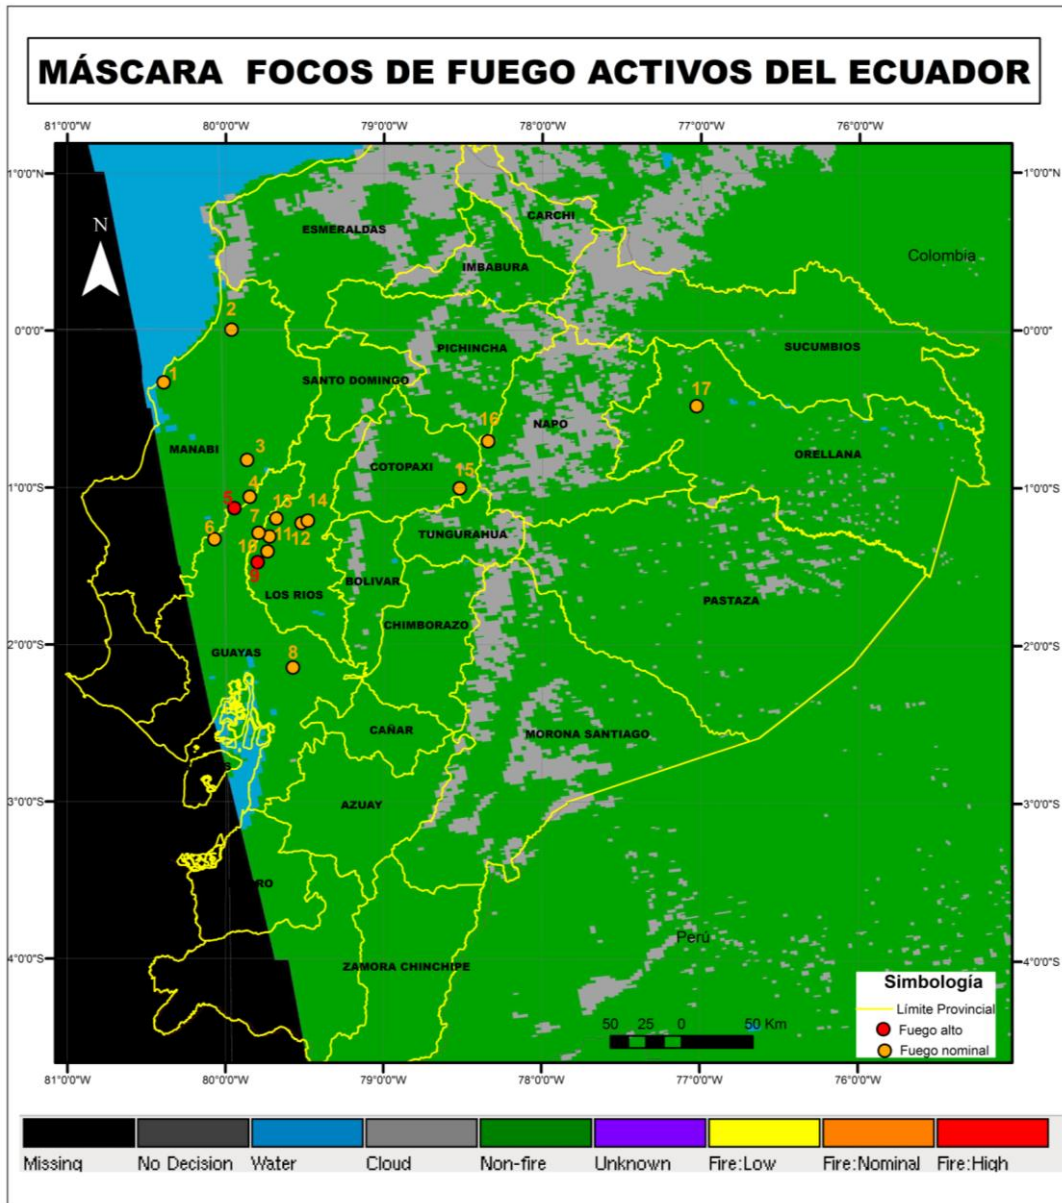 MÁSCARA FOCOS DE FUEGO ACTIVOS DEL ECUADOR
81°0'0"W 80°0'0"W 79°0'0"W 78°0'0"W 77°0'0"W 76°0'0"W
1°0'0"N 1°0'0"N
N
CARCHI
ESMERALDAS
Colombia
IMBABURA
2
0°0'0" 0°0'0"
PICHINCHA SUCUMBIOS
1
SANTO DOMINGO
17
16
NAPO
3
MANABI
ORELLANA
COTOPAXI
15
4
1°0'0"S 1°0'0"S
5 13 14
7
6
11 12
TUNGURAHUA
10
9
BOLIVAR
LOS RIOS
PASTAZA
CHIMBORAZO
2°0'0"S 2°0'0"S
GUAYAS 8
CAÑAR
MORONA SANTIAGO
S
3°0'0"S 3°0'0"S
AZUAY
RO
Perú
4°0'0"S 4°0'0"S
ZAMORA CHINCHIPE
Simbología
Límite Provincial
Fuego alto
Fuego nominal
50 25 0 50 Km
81°0'0"W 80°0'0"W 79°0'0"W 78°0'0"W 77°0'0"W 76°0'0"W
Missing No Decision Water Cloud Non-fire Unknown Fire:Low Fire:Nominal Fire:High